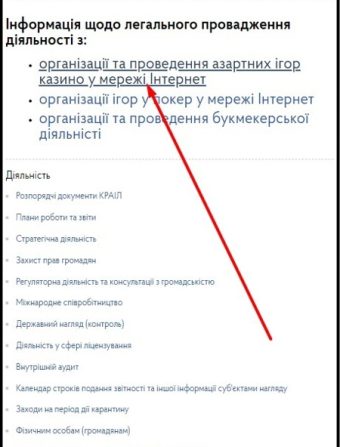 Інформація щодо легального провадження
діяльності з:
організації та проведення азартних ігор
казино у мережі Інтернет
організації ігор у покер у мережі Інтернет
організації та проведення букмекерської
діяльності
Діяльність
Розпорядчі документи КРАІЛ
Плани роботи та звіти
Стратегічна діяльність
Захист прав громадян
Регуляторна діяльність та консультації з громадськістю
Міжнародне співробітництво
Державний нагляд (контроль)
Діяльність у сфері ліцензування
Внутрішній аудит
Календар строків подання звітності та іншої інформації суб'єктами нагляду
Заходи на період дії карантину
Фізичним особам (громадянам)